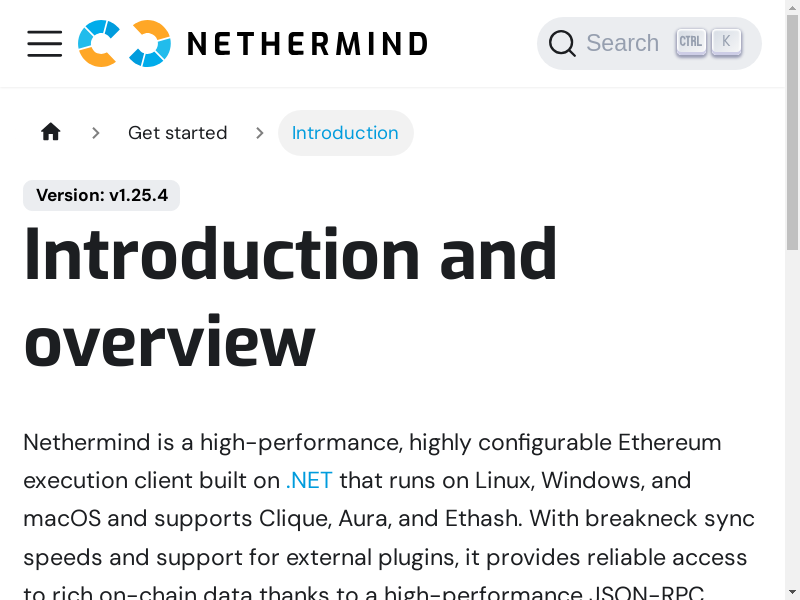 NETHERMIND
Search CTRL K
Get started
Introduction
Version: v1.25.4
Introduction and
overview
Nethermind is a high-performance, highly configurable Ethereum
execution client built on .NET that runs on Linux, Windows, and
macOS and supports Clique, Aura, and Ethash. With breakneck sync
speeds and support for external plugins, it provides reliable access
to rich on-chain data thanks to a high-performance JSON-RPC